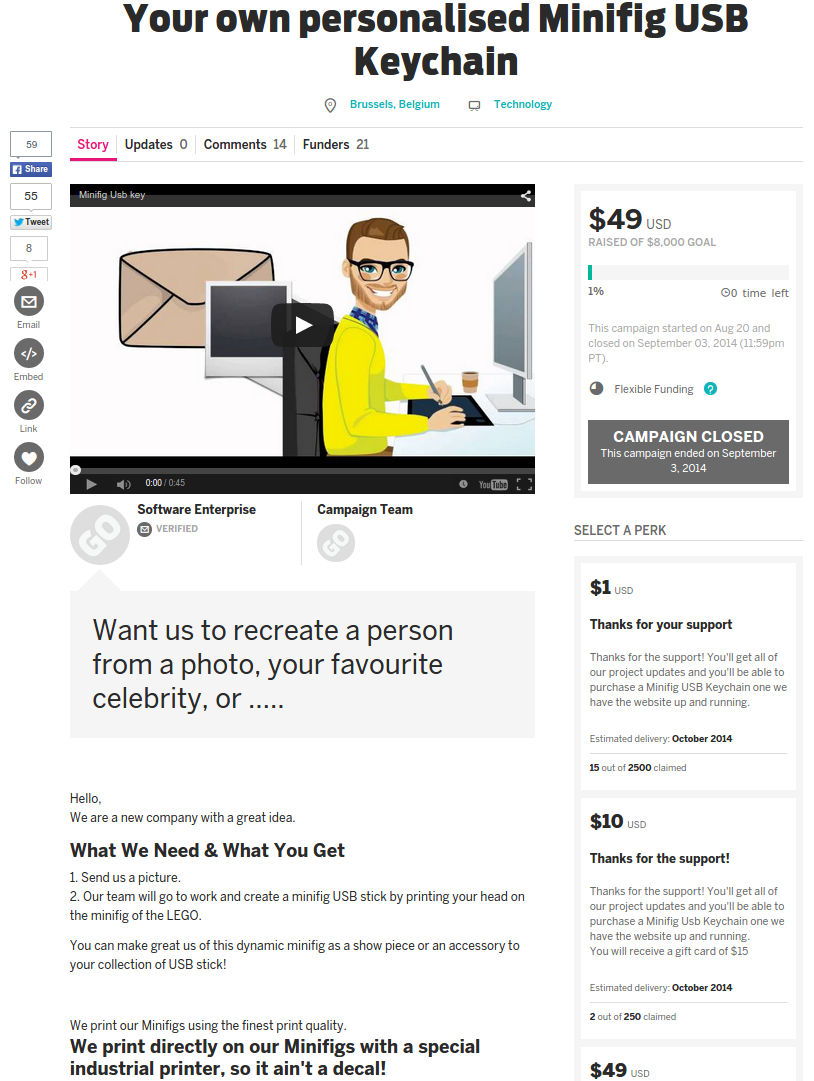 Your own personalised Minifig USB
Keychain
Brussels, Belgium
Technology
59
Share
55
Tweet
8
g+1
Email
Embed
Link
Follow
Story Updates 0 Comments 14 Funders 21
Minifig Usb key
0:00 / 0:45
YouTube
GO
Software Enterprise
VERIFIED
Campaign Team
GO
Want us to recreate a person
from a photo, your favourite
celebrity, or .....
Hello,
We are a new company with a great idea.
What We Need & What You Get
1. Send us a picture.
2. Our team will go to work and create a minifig USB stick by printing your head on
the minifig of the LEGO.
You can make great us of this dynamic minifig as a show piece or an accessory to
your collection of USB stick!
We print our Minifigs using the finest print quality.
We print directly on our Minifigs with a special
industrial printer, so it ain't a decal!
$49 USD
RAISED OF $8,000 GOAL
1%
0 time left
This campaign started on Aug 20 and
closed on September 03, 2014 (11:59pm
PT).
Flexible Funding ?
CAMPAIGN CLOSED
This campaign ended on September
3, 2014
SELECT A PERK
$1 USD
Thanks for your support
Thanks for the support! You'll get all of
our project updates and you'll be able to
purchase a Minifig USB Keychain one we
have the website up and running.
Estimated delivery: October 2014
15 out of 2500 claimed
$10 USD
Thanks for the support!
Thanks for the support! You'll get all of
our project updates and you'll be able to
purchase a Minifig Usb Keychain one we
have the website up and running.
You will receive a gift card of $15
Estimated delivery: October 2014
2 out of 250 claimed
$49 USD